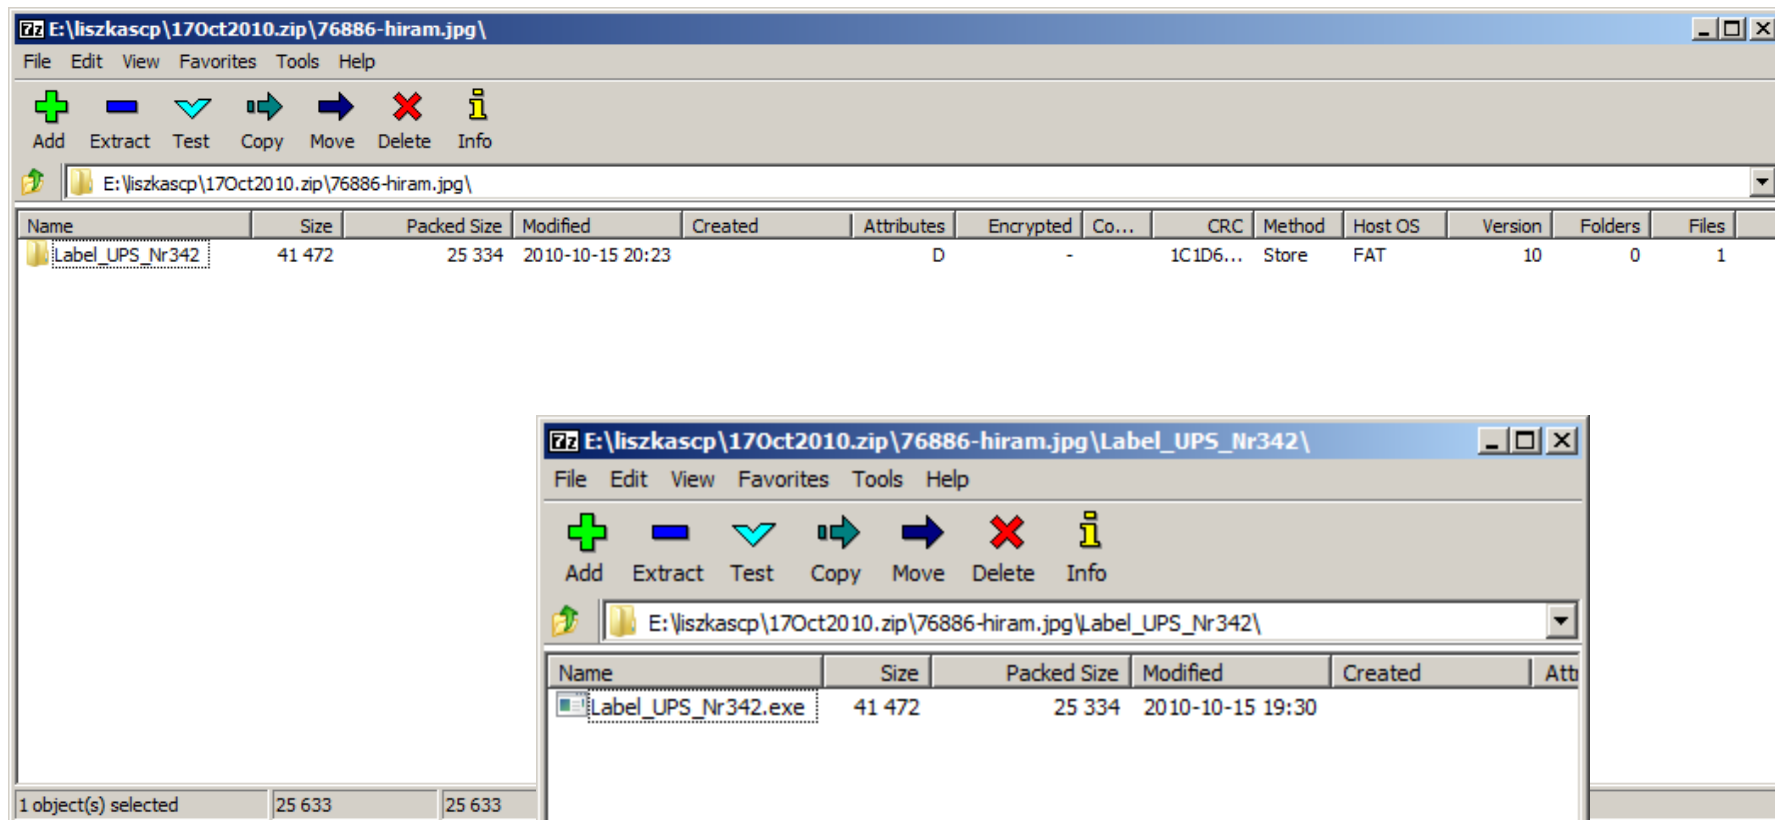 E:\liszkascp\17Oct2010.zip\76886-hiram.jpg\
File Edit View Favorites Tools Help
Add Extract Test Copy Move Delete Info
E:\liszkascp\17Oct2010.zip\76886-hiram.jpg\
Name Size Packed Size Modified Created Attributes Encrypted Co... CRC Method Host OS Version Folders Files
Label_UPS_Nr342 41 472 25 334 2010-10-15 20:23 D - 1C1D6... Store FAT 10 0 1
E:\liszkascp\17Oct2010.zip\76886-hiram.jpg\Label_UPS_Nr342\
File Edit View Favorites Tools Help
Add Extract Test Copy Move Delete Info
E:\liszkascp\17Oct2010.zip\76886-hiram.jpg\Label_UPS_Nr342\
Name Size Packed Size Modified Created Att
Label_UPS_Nr342.exe 41 472 25 334 2010-10-15 19:30
1 object(s) selected 25 633 25 633